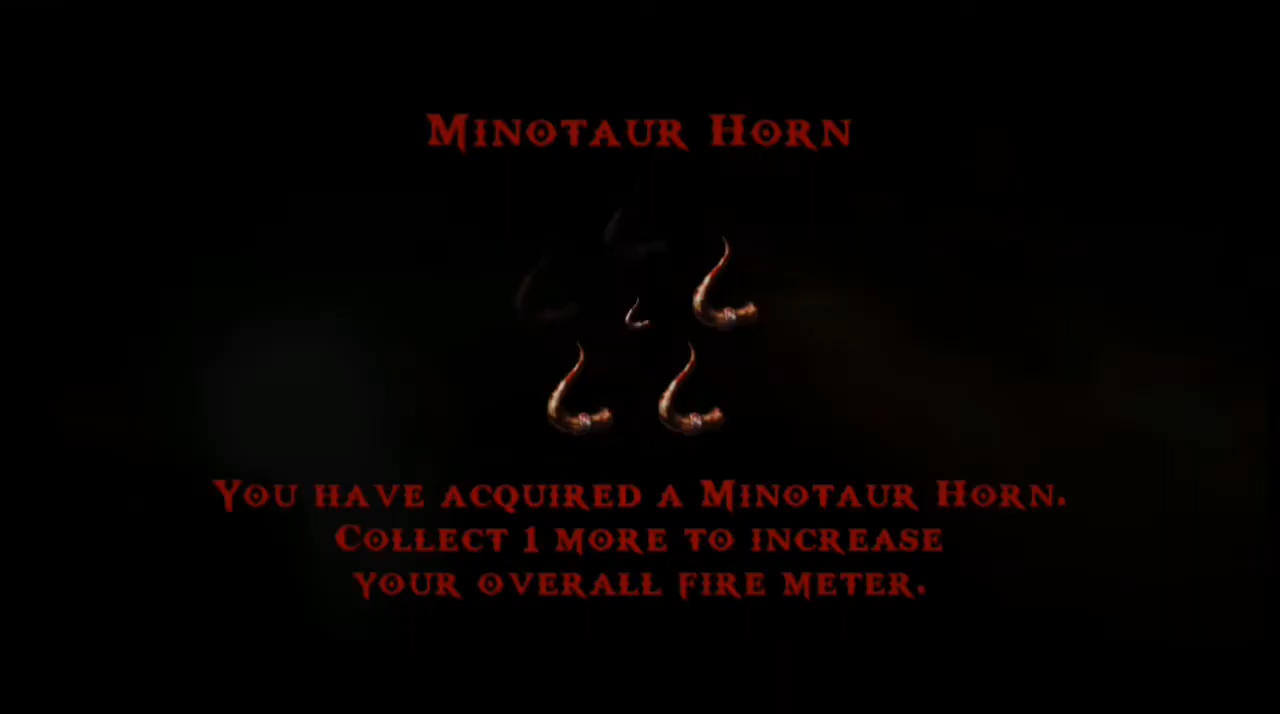 Minotaur Horn
You have acquired a Minotaur Horn.
Collect 1 more to increase
your overall fire meter.